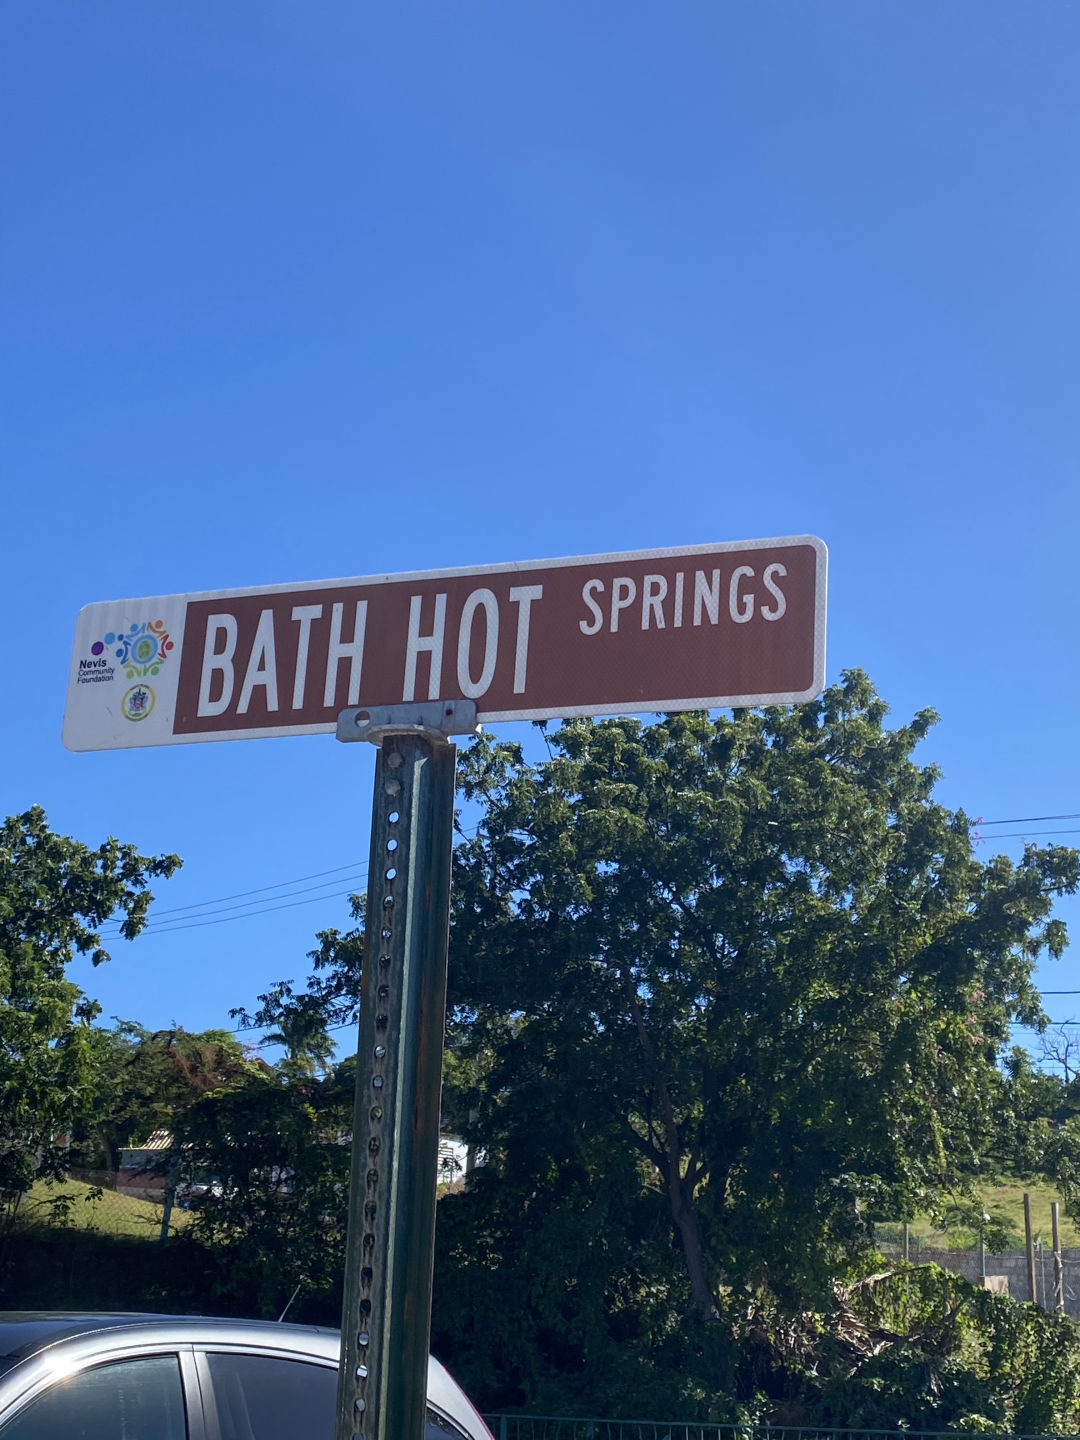 BATH HOT SPRINGS
Nevis
Community
Foundation